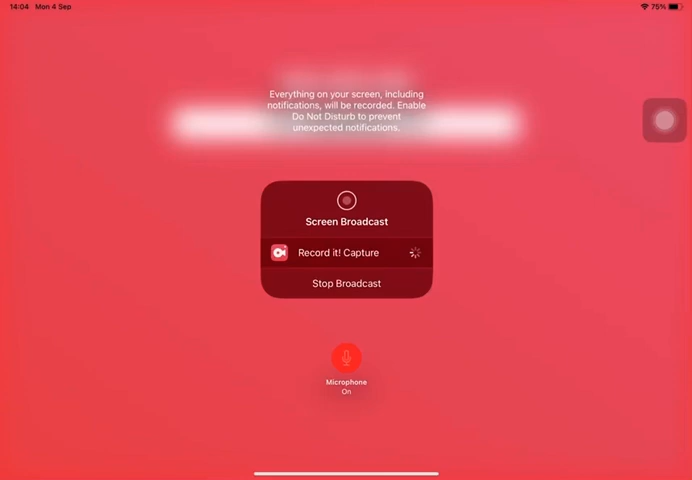 14:04 Mon 4 Sep
75%
Everything on your screen, including
notifications, will be recorded. Enable
Do Not Disturb to prevent
unexpected notifications.
Screen Broadcast
Record it! Capture
Stop Broadcast
Microphone
On